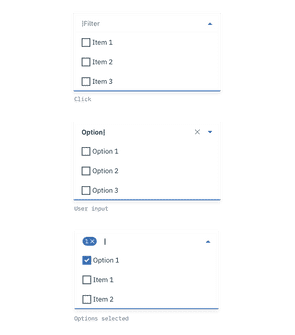 Filter
Item 1
Item 2
Item 3
Click
Option
Option 1
Option 2
Option 3
User input
1 ×
Option 1
Item 1
Item 2
Options selected